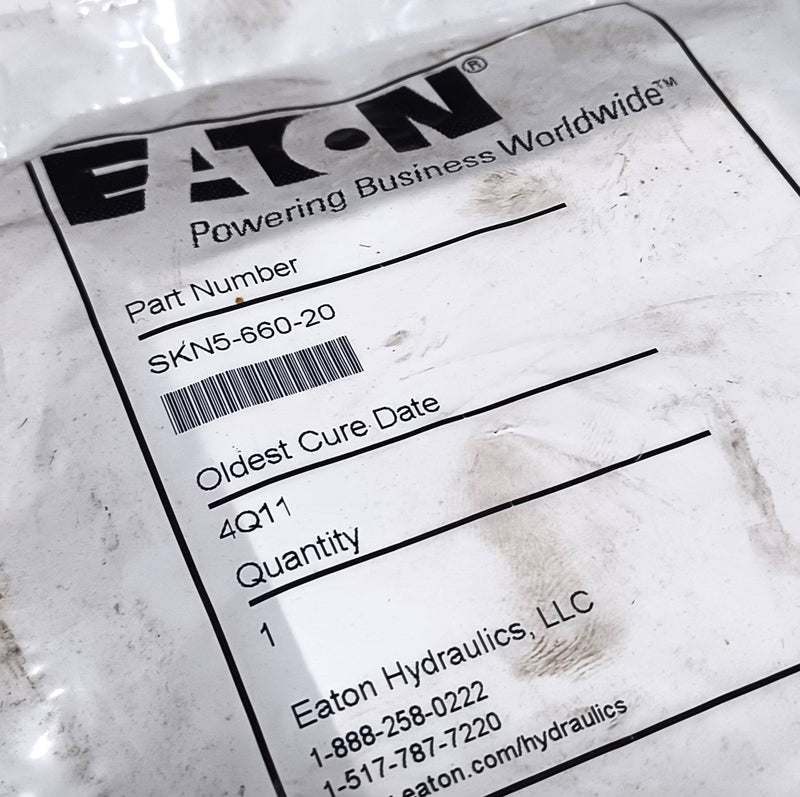 EATON®
Powering Business Worldwide™
Part Number
SKN5-660-20
Oldest Cure Date
4Q11
Quantity
1
Eaton Hydraulics, LLC
1-888-258-0222
1-517-787-7220
.eaton.com/hydraulics